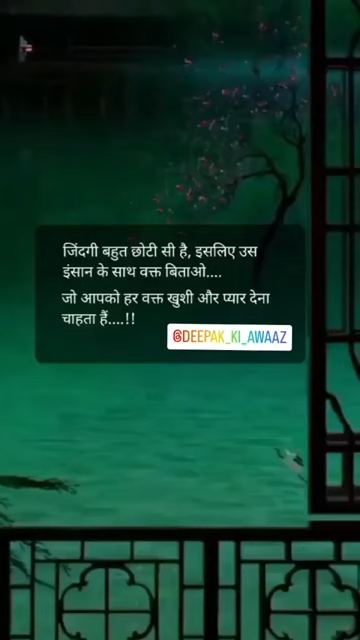 जिंदगी बहुत छोटी सी है, इसलिए उस
इंसान के साथ वक्त बिताओ....
जो आपको हर वक्त खुशी और प्यार देना
चाहता हैं....!!
@DEEPAK_KI_AWAAZ